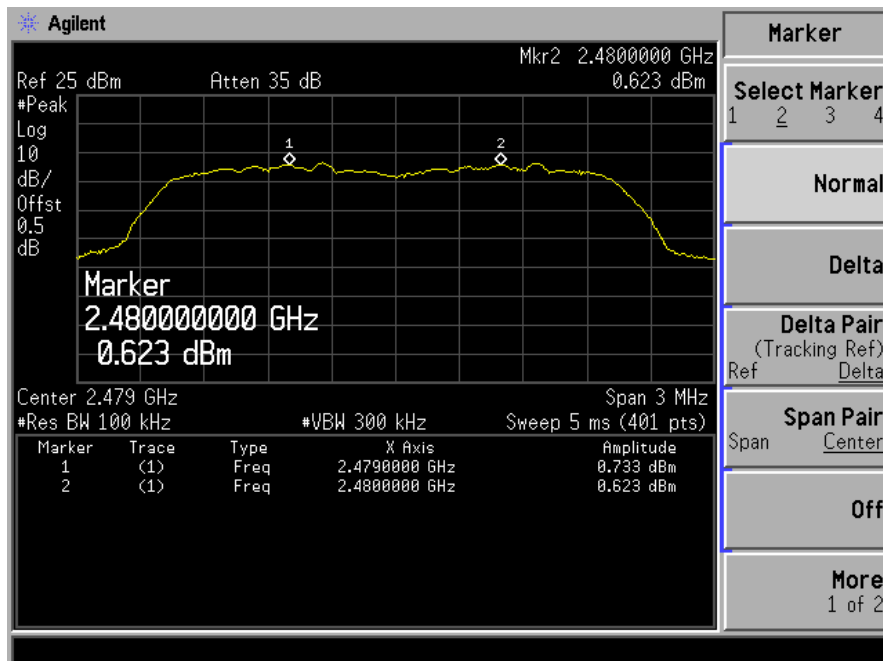 Agilent
Mkr2 2.4800000 GHz
Ref 25 dBm Atten 35 dB 0.623 dBm
#Peak
Log
10
dB/
Offst
0.5
dB
1 2
Marker
2.480000000 GHz
0.623 dBm
Center 2.479 GHz Span 3 MHz
#Res BW 100 kHz #VBW 300 kHz Sweep 5 ms (401 pts)
Marker Trace Type X Axis Amplitude
1 (1) Freq 2.4790000 GHz 0.733 dBm
2 (1) Freq 2.4800000 GHz 0.623 dBm
Marker
Select Marker
1 2 3 4
Normal
Delta
Delta Pair
(Tracking Ref)
Ref Delta
Span Pair
Span Center
Off
More
1 of 2